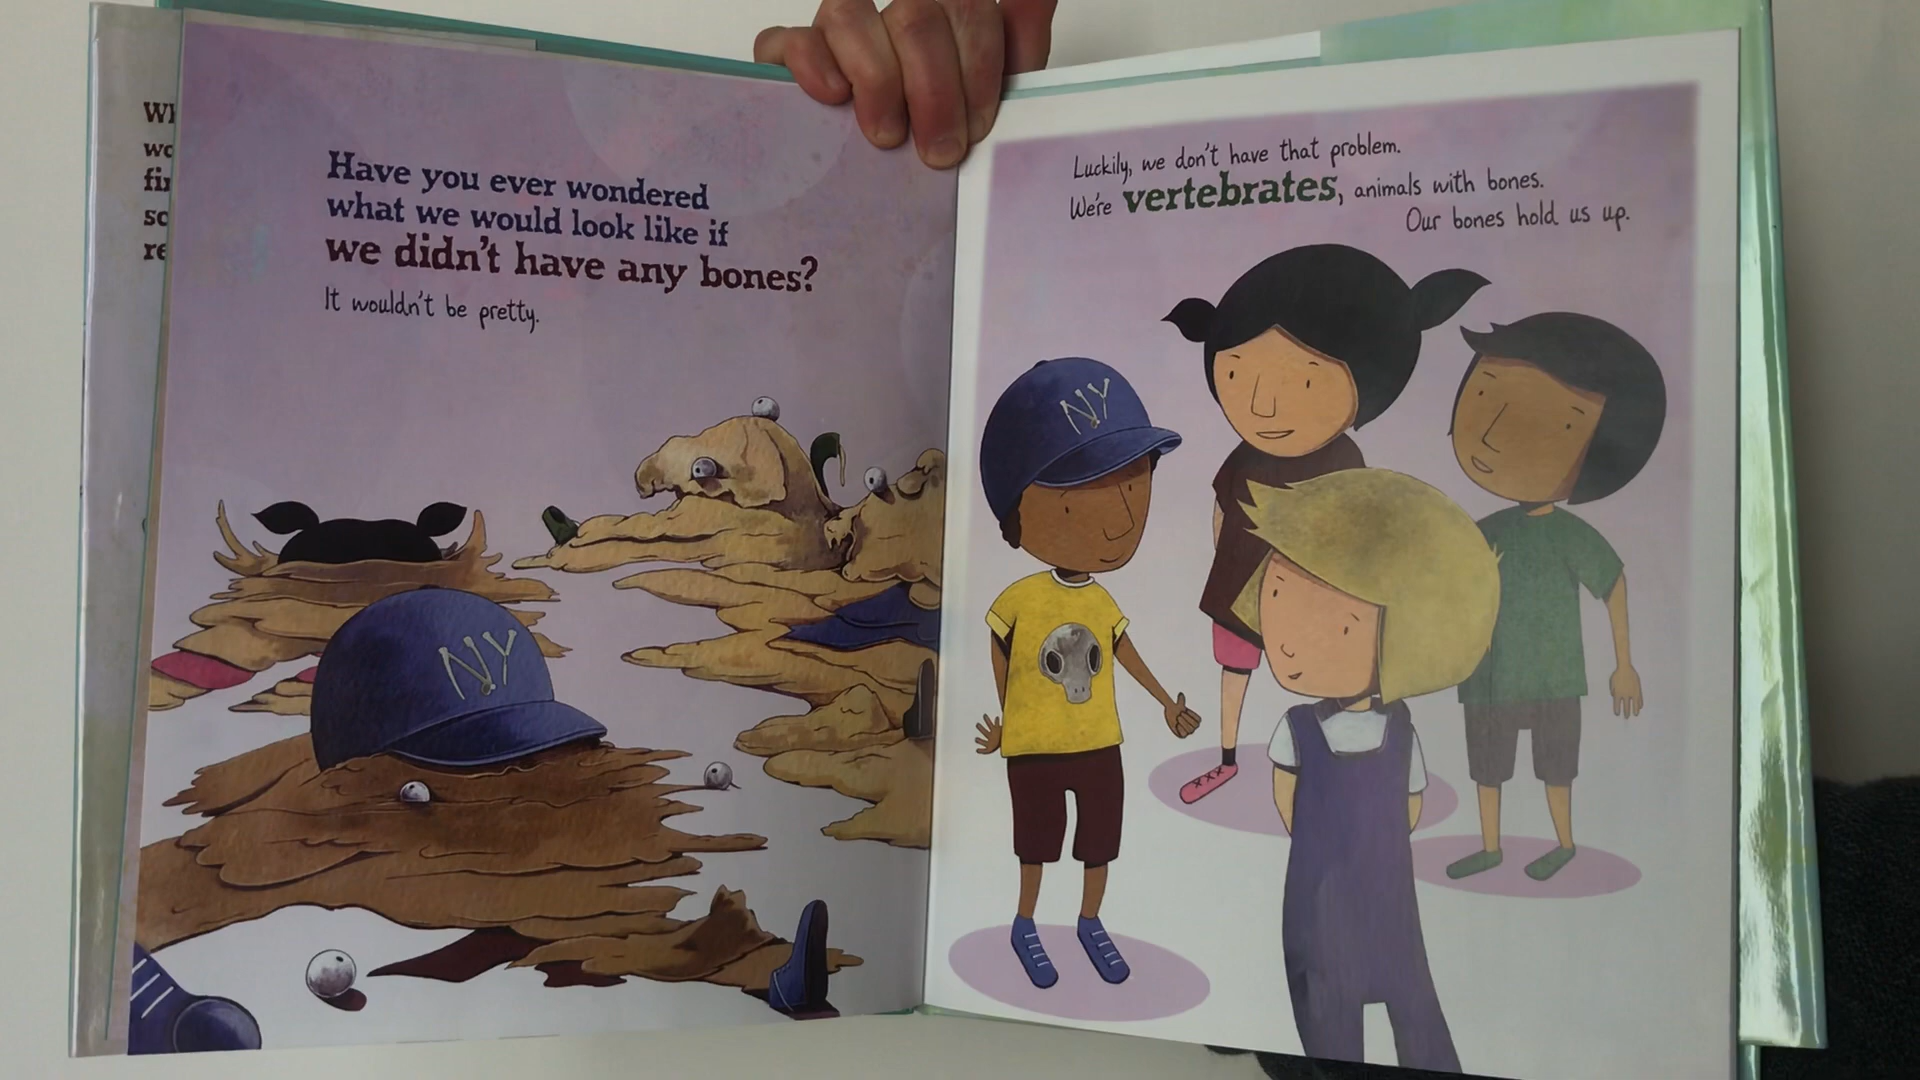 Have you ever wondered
what we would look like if
we didn't have any bones?
It wouldn't be pretty.
NY
Luckily, we don't have that problem.
We're vertebrates, animals with bones.
Our bones hold us up.
NY